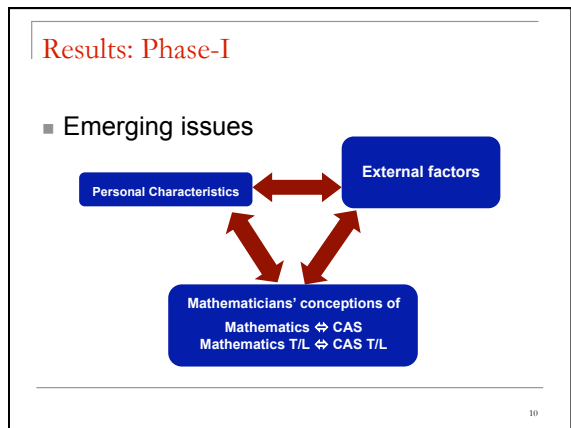 Results: Phase-I
■ Emerging issues
External factors
Personal Characteristics
Mathematicians' conceptions of
Mathematics ⇔ CAS
Mathematics T/L ⇔ CAS T/L
10